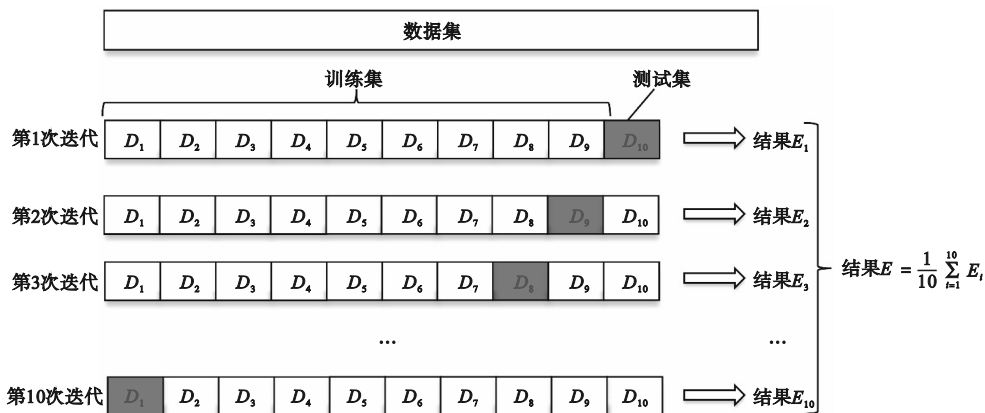 数据集
训练集 测试集
第1次迭代 D₁ D₂ D₃ D₄ D₅ D₆ D₇ D₈ D₉ D₁₀ 结果E₁
第2次迭代 D₁ D₂ D₃ D₄ D₅ D₆ D₇ D₈ D₉ D₁₀ 结果E₂
结果E = 1/10 ∑_{i=1}^{10} E_i
第3次迭代 D₁ D₂ D₃ D₄ D₅ D₆ D₇ D₈ D₉ D₁₀ 结果E₃
... ...
第10次迭代 D₁ D₂ D₃ D₄ D₅ D₆ D₇ D₈ D₉ D₁₀ 结果E₁₀